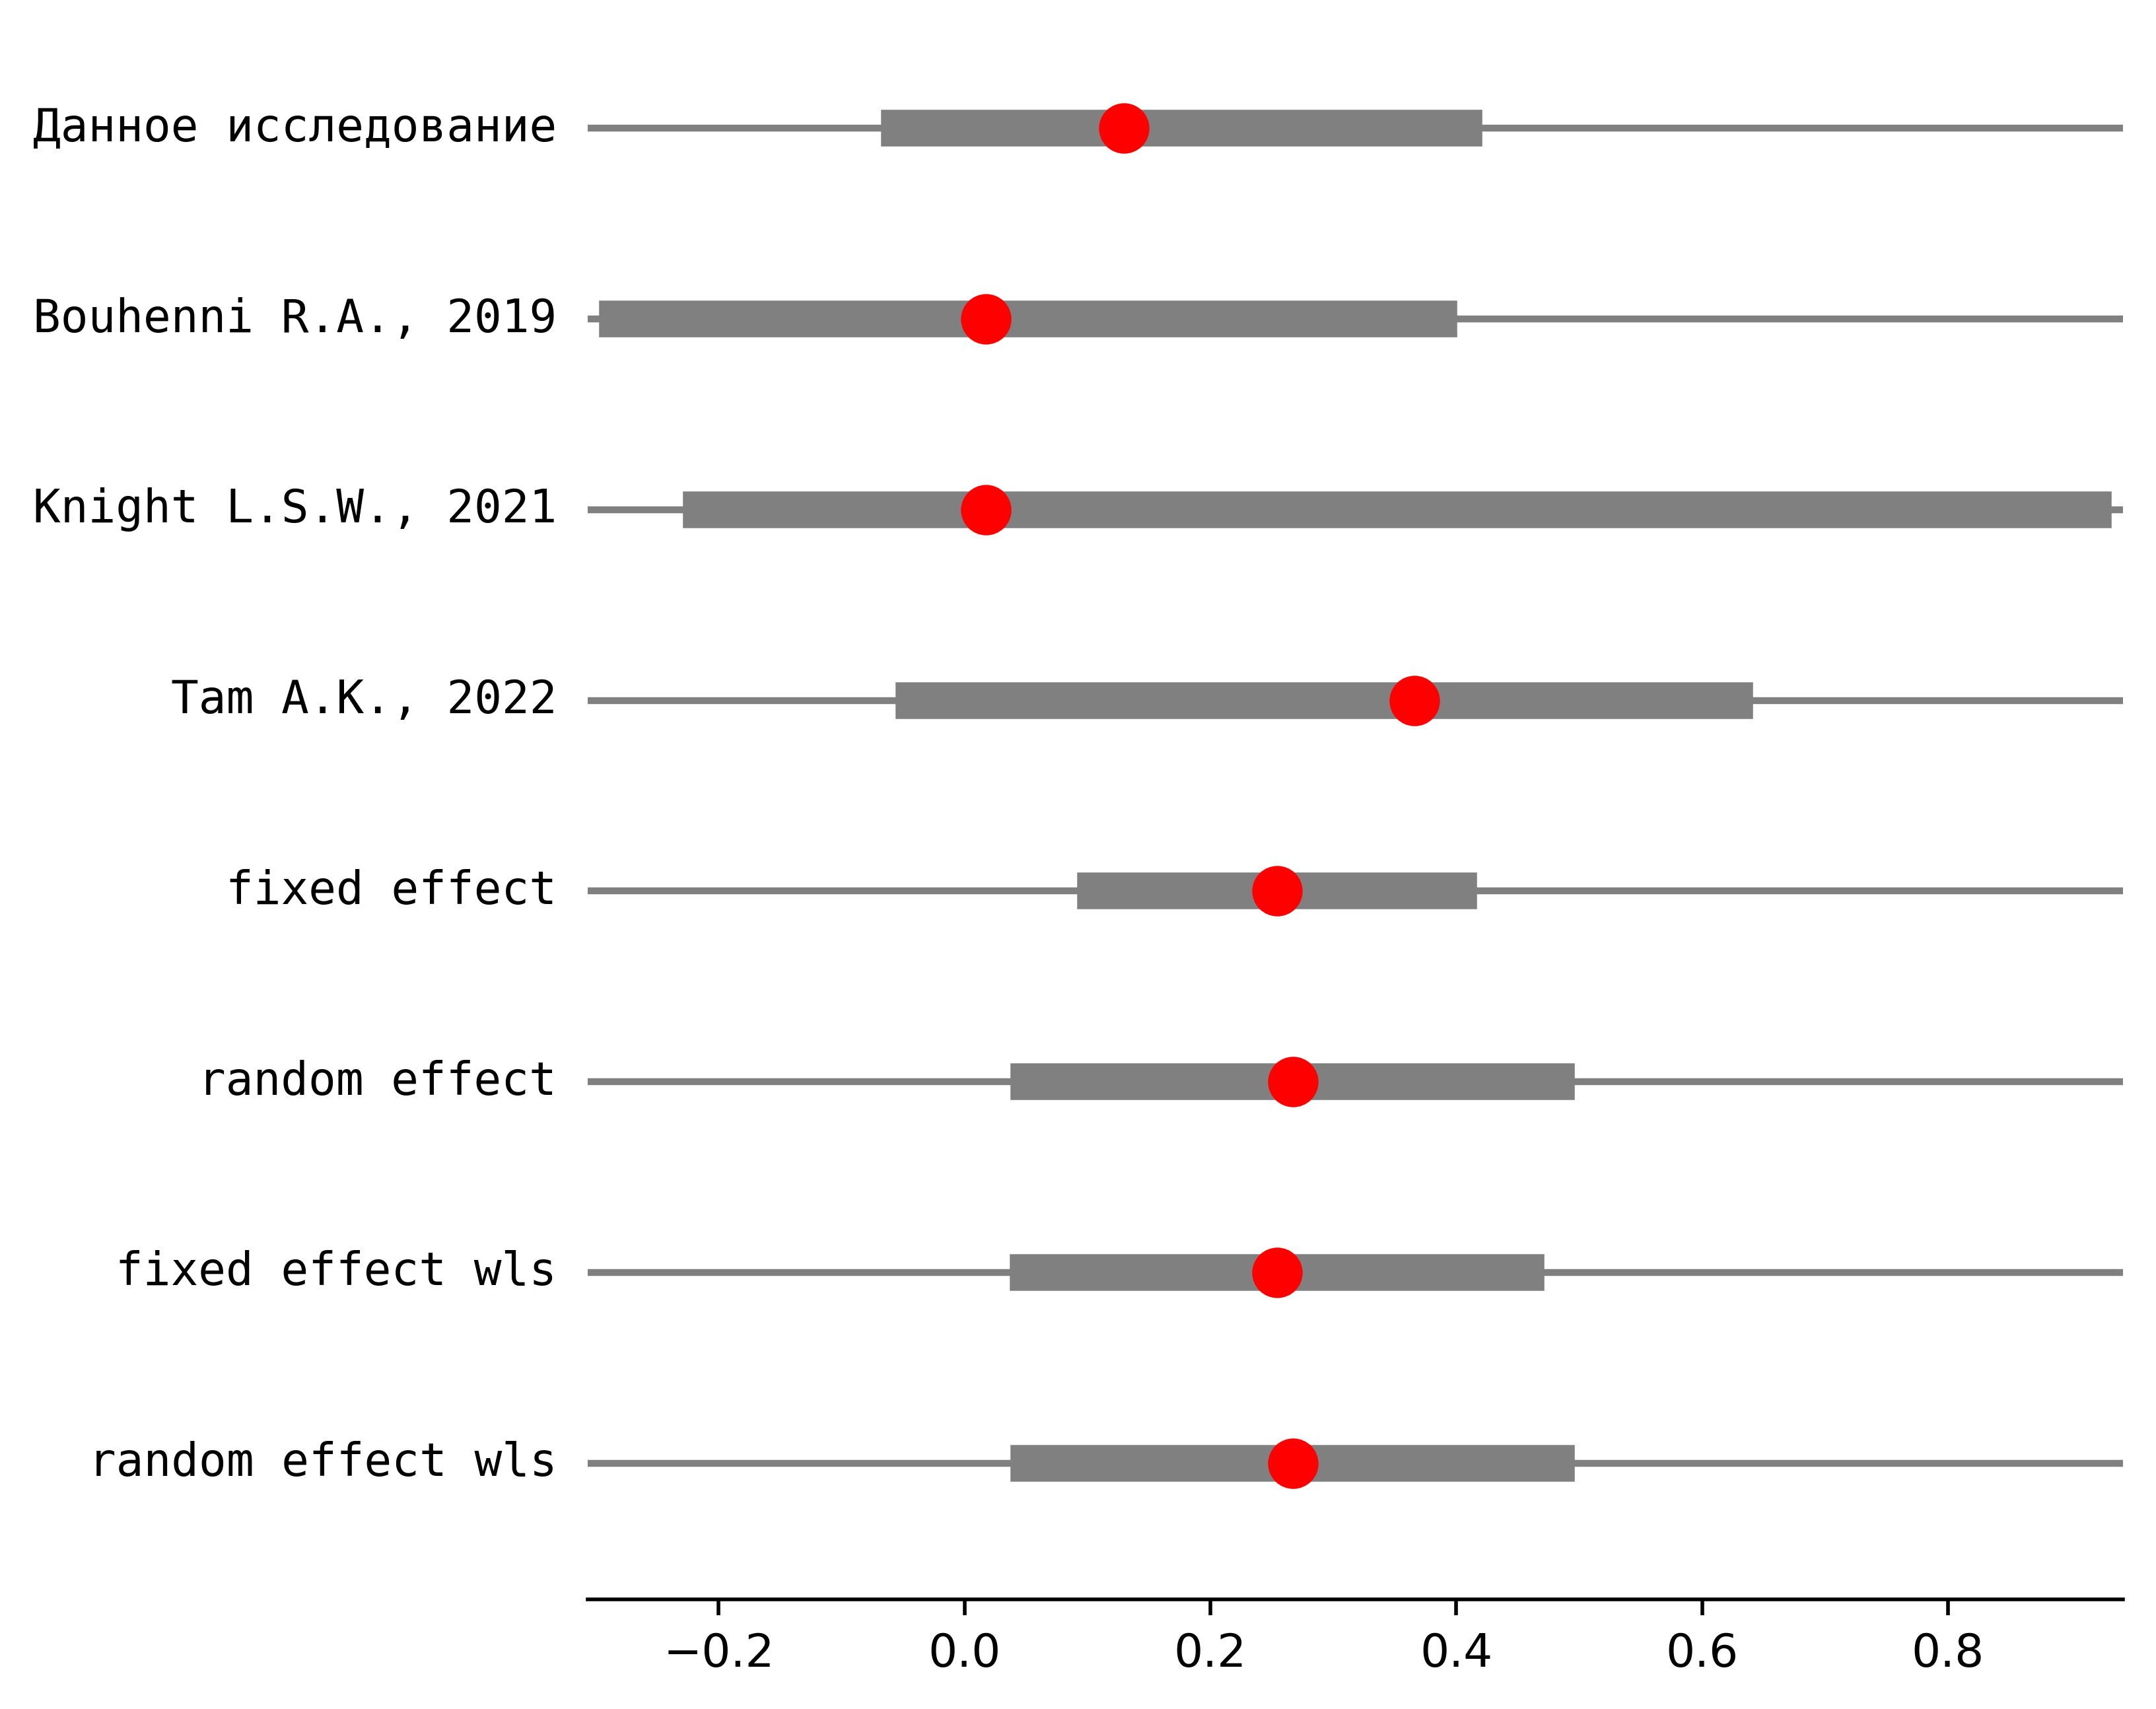 Данное исследование
Bouhenni R.A., 2019
Knight L.S.W., 2021
Tam A.K., 2022
fixed effect
random effect
fixed effect wls
random effect wls
−0.2 0.0 0.2 0.4 0.6 0.8